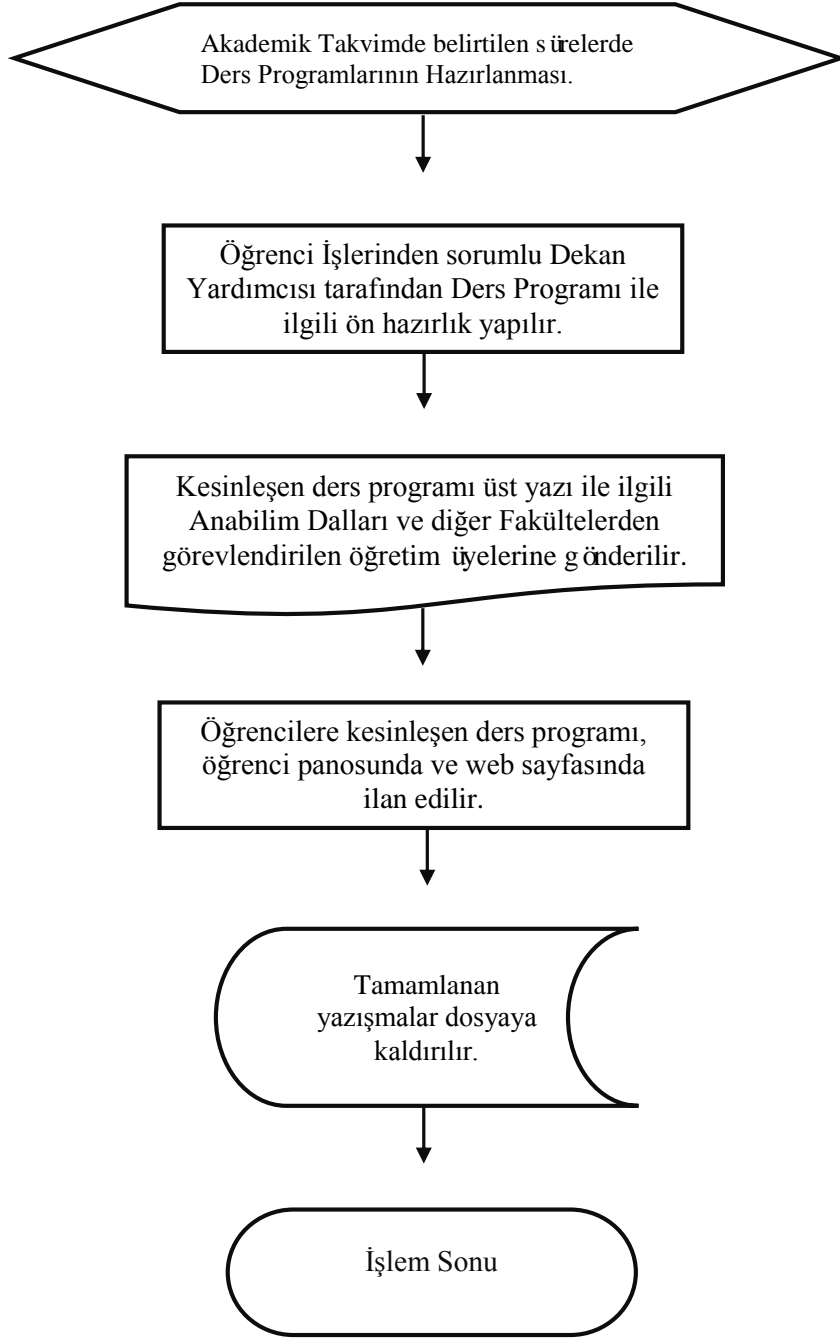 Akademik Takvimde belirtilen sürelerde
Ders Programlarının Hazırlanması.
Öğrenci İşlerinden sorumlu Dekan
Yardımcısı tarafından Ders Programı ile
ilgili ön hazırlık yapılır.
Kesinleşen ders programı üst yazı ile ilgili
Anabilim Dalları ve diğer Fakültelerden
görevlendirilen öğretim üyelerine gönderilir.
Öğrencilere kesinleşen ders programı,
öğrenci panosunda ve web sayfasında
ilan edilir.
Tamamlanan
yazışmalar dosyaya
kaldırılır.
İşlem Sonu